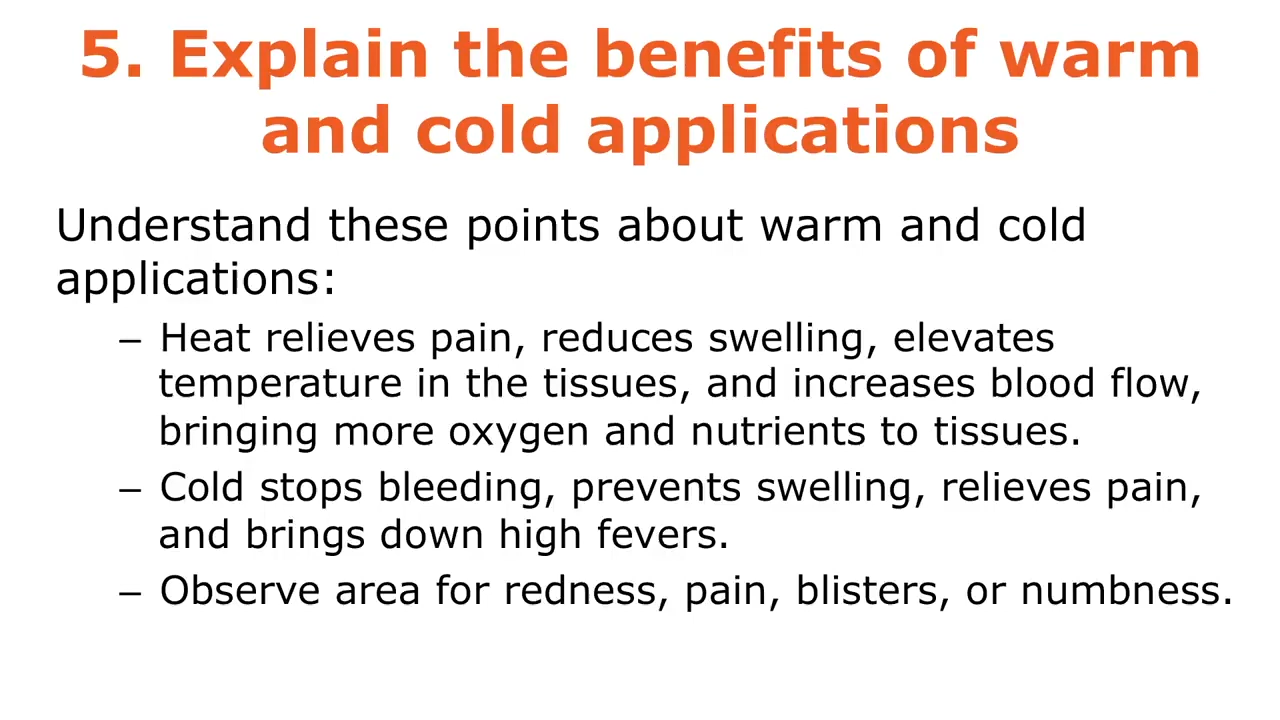 5. Explain the benefits of warm
and cold applications
Understand these points about warm and cold
applications:
– Heat relieves pain, reduces swelling, elevates
temperature in the tissues, and increases blood flow,
bringing more oxygen and nutrients to tissues.
– Cold stops bleeding, prevents swelling, relieves pain,
and brings down high fevers.
– Observe area for redness, pain, blisters, or numbness.